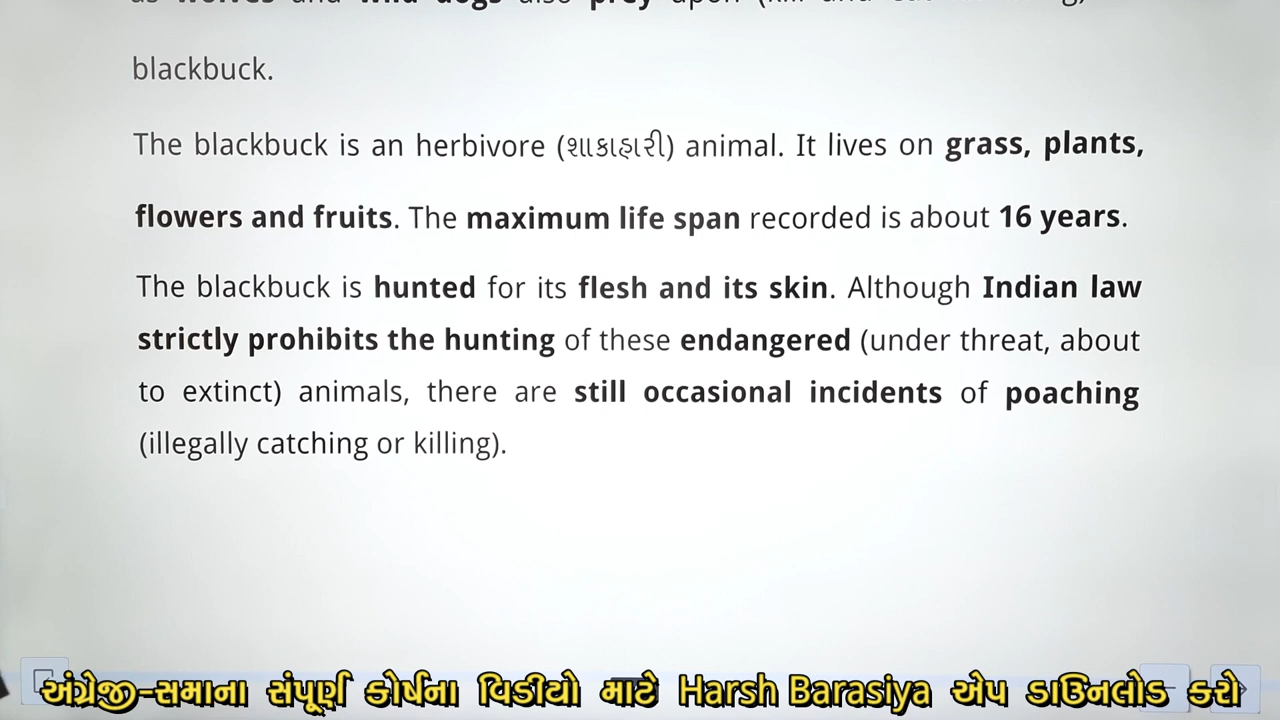 blackbuck.
The blackbuck is an herbivore (શાકાહારી) animal. It lives on grass, plants,
flowers and fruits. The maximum life span recorded is about 16 years.
The blackbuck is hunted for its flesh and its skin. Although Indian law
strictly prohibits the hunting of these endangered (under threat, about
to extinct) animals, there are still occasional incidents of poaching
(illegally catching or killing).
અંગ્રેજી-સમાના સંપૂર્ણ કોર્ષના વિડીયો માટે Harsh Barasiya એપ ડાઉનલોડ કરો